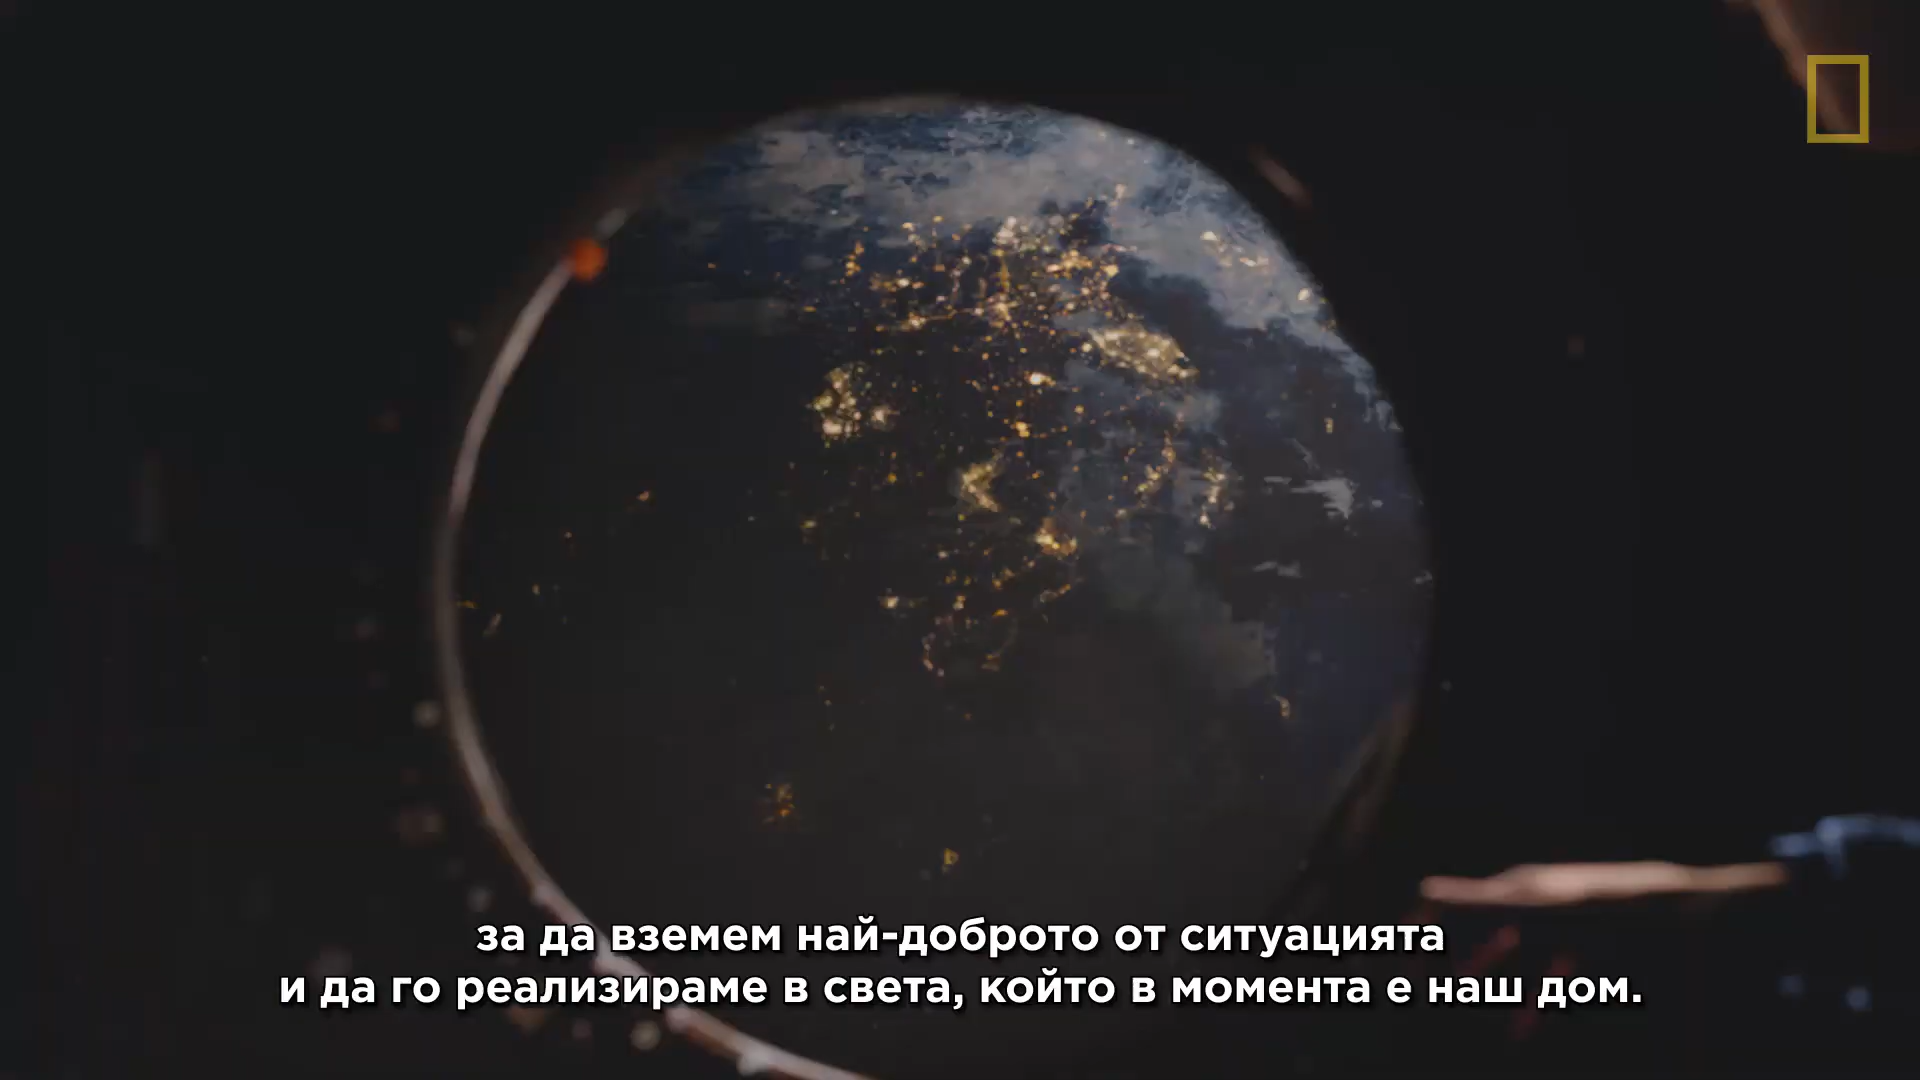 за да вземем най-доброто от ситуацията
и да го реализираме в света, който в момента е наш дом.